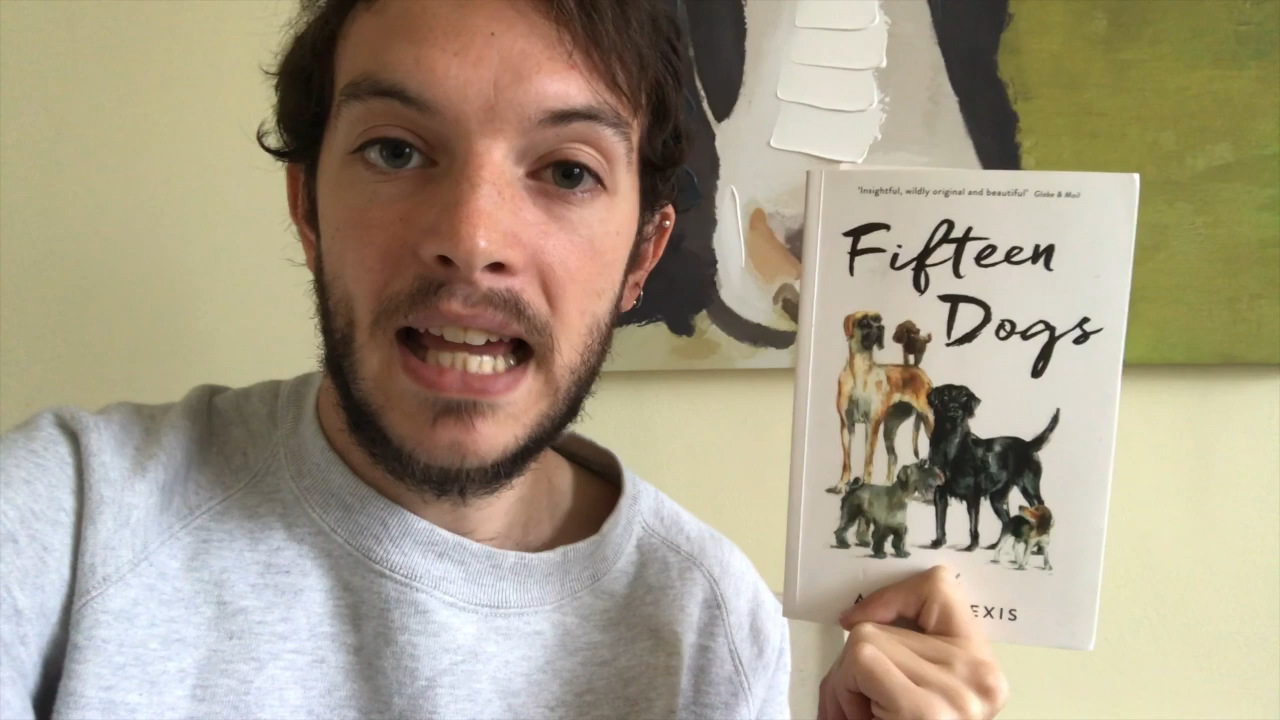 'Insightful, wildly original and beautiful' Globe & Mail
Fifteen
Dogs
A EXIS